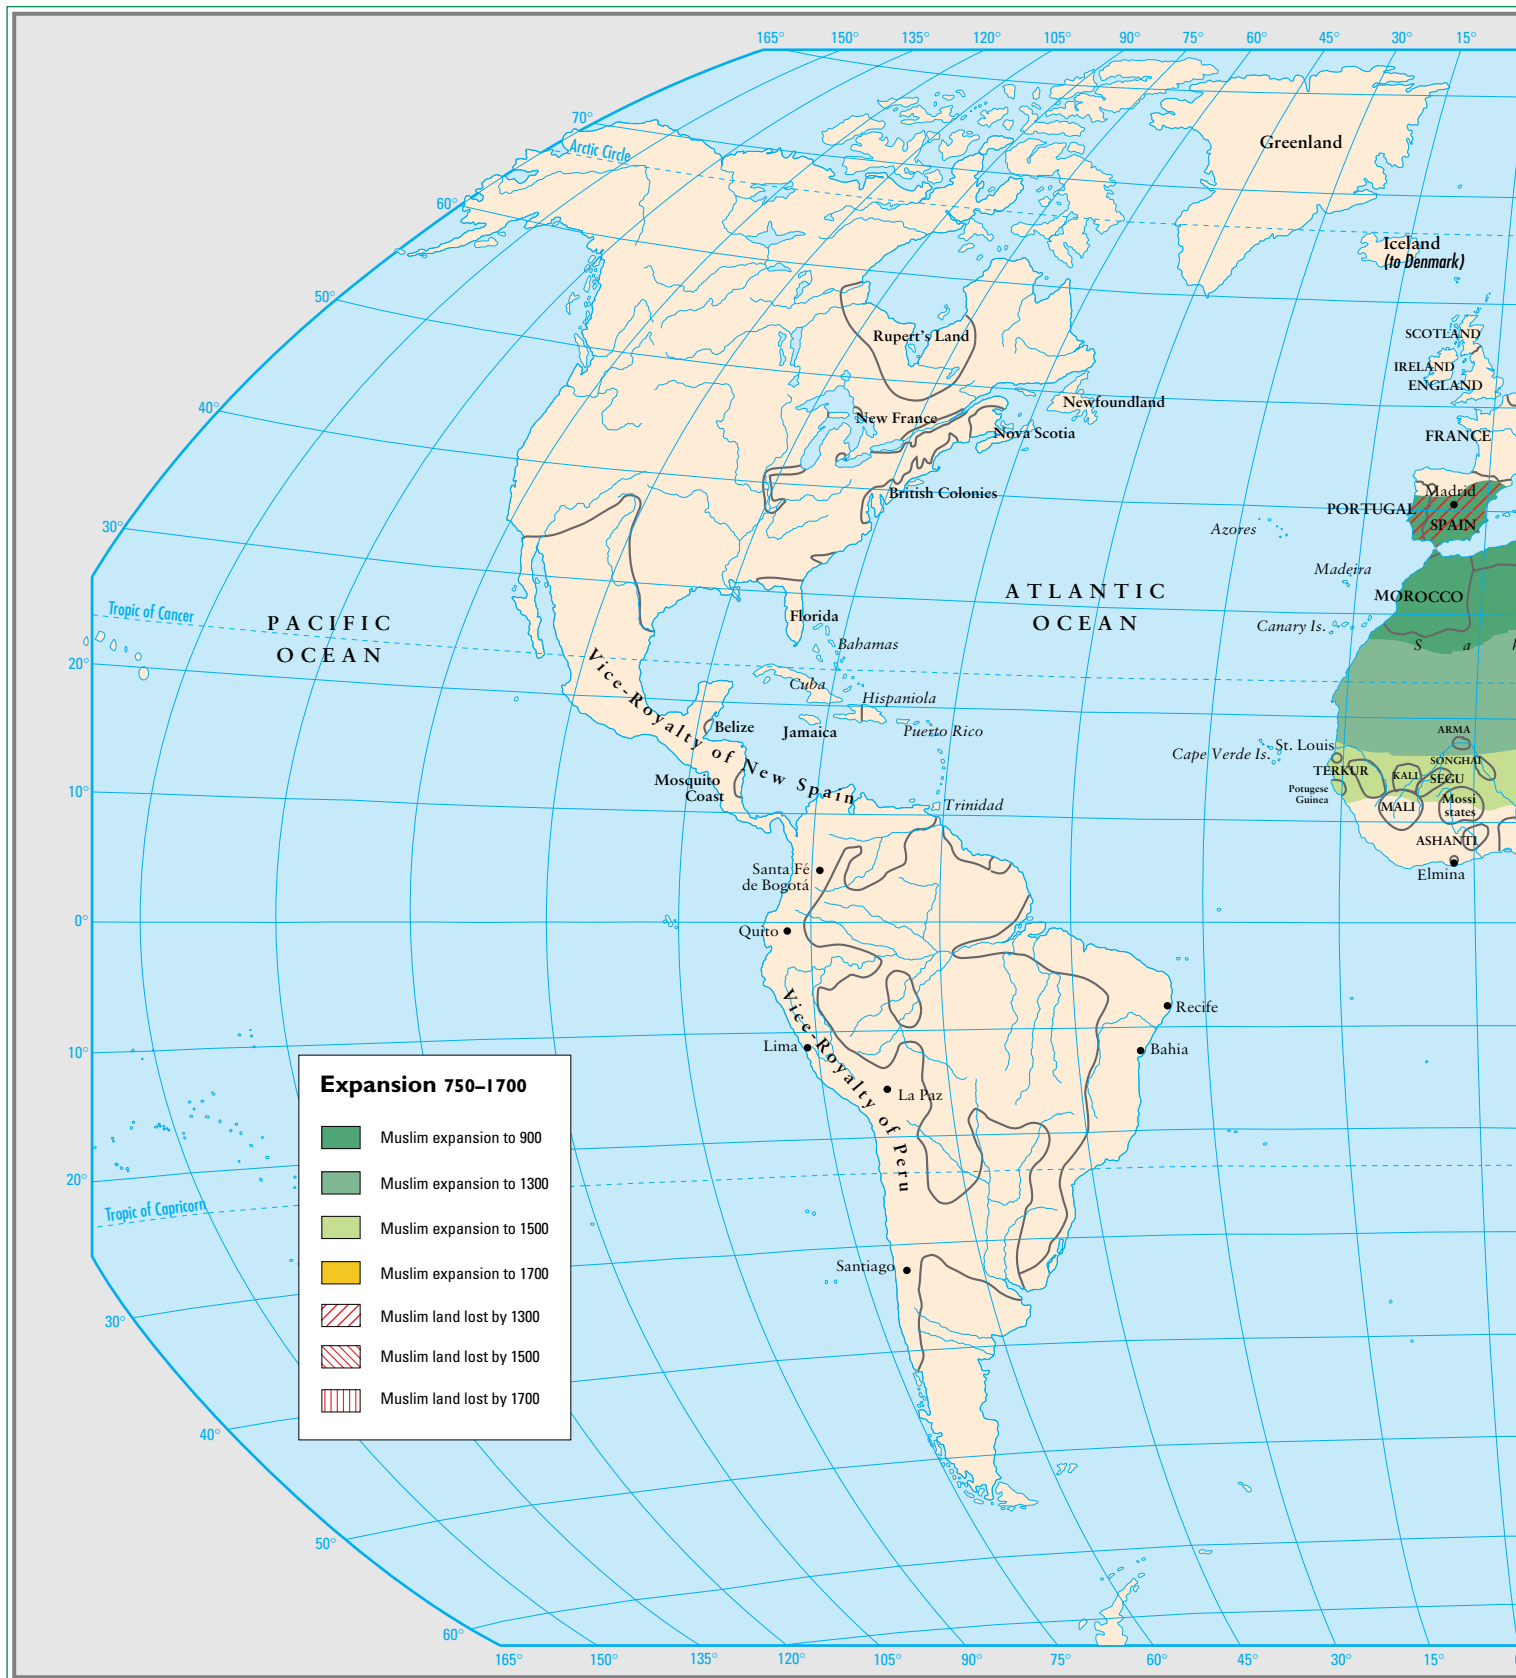 165°
150°
135°
120°
105°
90°
75°
60°
45°
30°
15°
70°
Arctic Circle
60°
50°
40°
30°
Tropic of Cancer
20°
10°
0°
10°
20°
Tropic of Capricorn
30°
40°
50°
60°
Greenland
Iceland
(to Denmark)
Rupert's Land
SCOTLAND
IRELAND
ENGLAND
Newfoundland
New France
Nova Scotia
FRANCE
British Colonies
Madrid
PORTUGAL
SPAIN
Azores
Madeira
ATLANTIC
OCEAN
MOROCCO
PACIFIC
OCEAN
Florida
Canary Is.
Bahamas
S a h
Vice-Royalty of New Spain
Cuba
Hispaniola
Belize
Jamaica
Puerto Rico
ARMA
St. Louis
Cape Verde Is.
SONGHAI
TERKUR
KALL
SEGU
Mosquito
Coast
Potugese
Guinea
MALI
Mossi
states
Trinidad
ASHANTI
Elmina
Santa Fé
de Bogotá
Quito
Vice-Royalty of Peru
Recife
Lima
Bahia
La Paz
Santiago
Expansion 750–1700
Muslim expansion to 900
Muslim expansion to 1300
Muslim expansion to 1500
Muslim expansion to 1700
Muslim land lost by 1300
Muslim land lost by 1500
Muslim land lost by 1700
165°
150°
135°
120°
105°
90°
75°
60°
45°
30°
15°